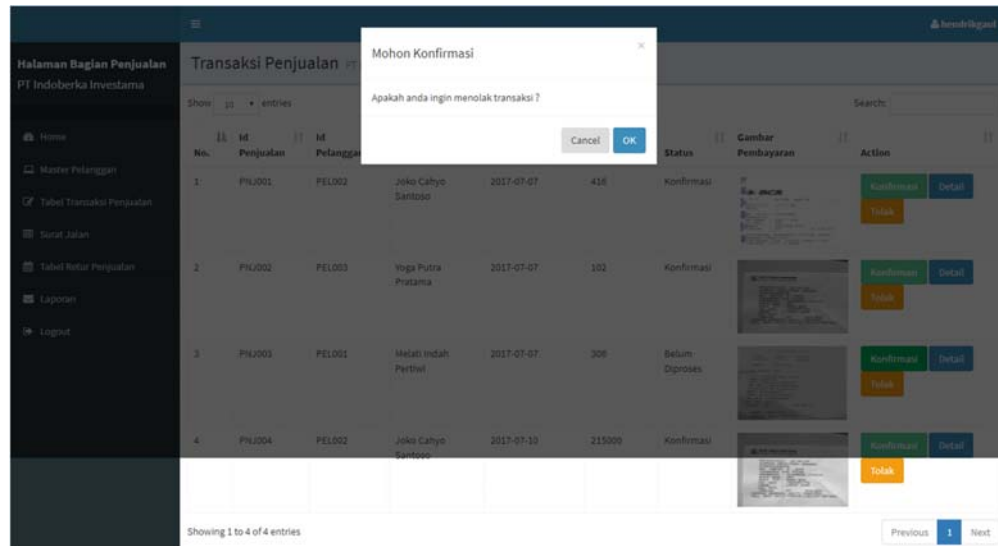 hendrikgaul
Halaman Bagian Penjualan
PT Indoberka Investama
Home
Master Pelanggan
Tabel Transaksi Penjualan
Surat Jalan
Tabel Retur Penjualan
Laporan
Logout
Transaksi Penjualan PT
Mohon Konfirmasi ×
Apakah anda ingin menolak transaksi ?
Cancel OK
Show 10 entries Search:
No. Id Penjualan Id Pelanggan Status Gambar Pembayaran Action
1 PNJ001 PEL002 Joko Cahyo Santoso 2017-07-07 416 Konfirmasi Konfirmasi Detail
Tolak
2 PNJ002 PEL003 Yoga Putra Pratama 2017-07-07 102 Konfirmasi Konfirmasi Detail
Tolak
3 PNJ003 PEL001 Melati Indah Pertiwi 2017-07-07 306 Belum Diproses Konfirmasi Detail
Tolak
4 PNJ004 PEL002 Joko Cahyo Santoso 2017-07-10 215000 Konfirmasi Konfirmasi Detail
Tolak
Showing 1 to 4 of 4 entries
Previous 1 Next